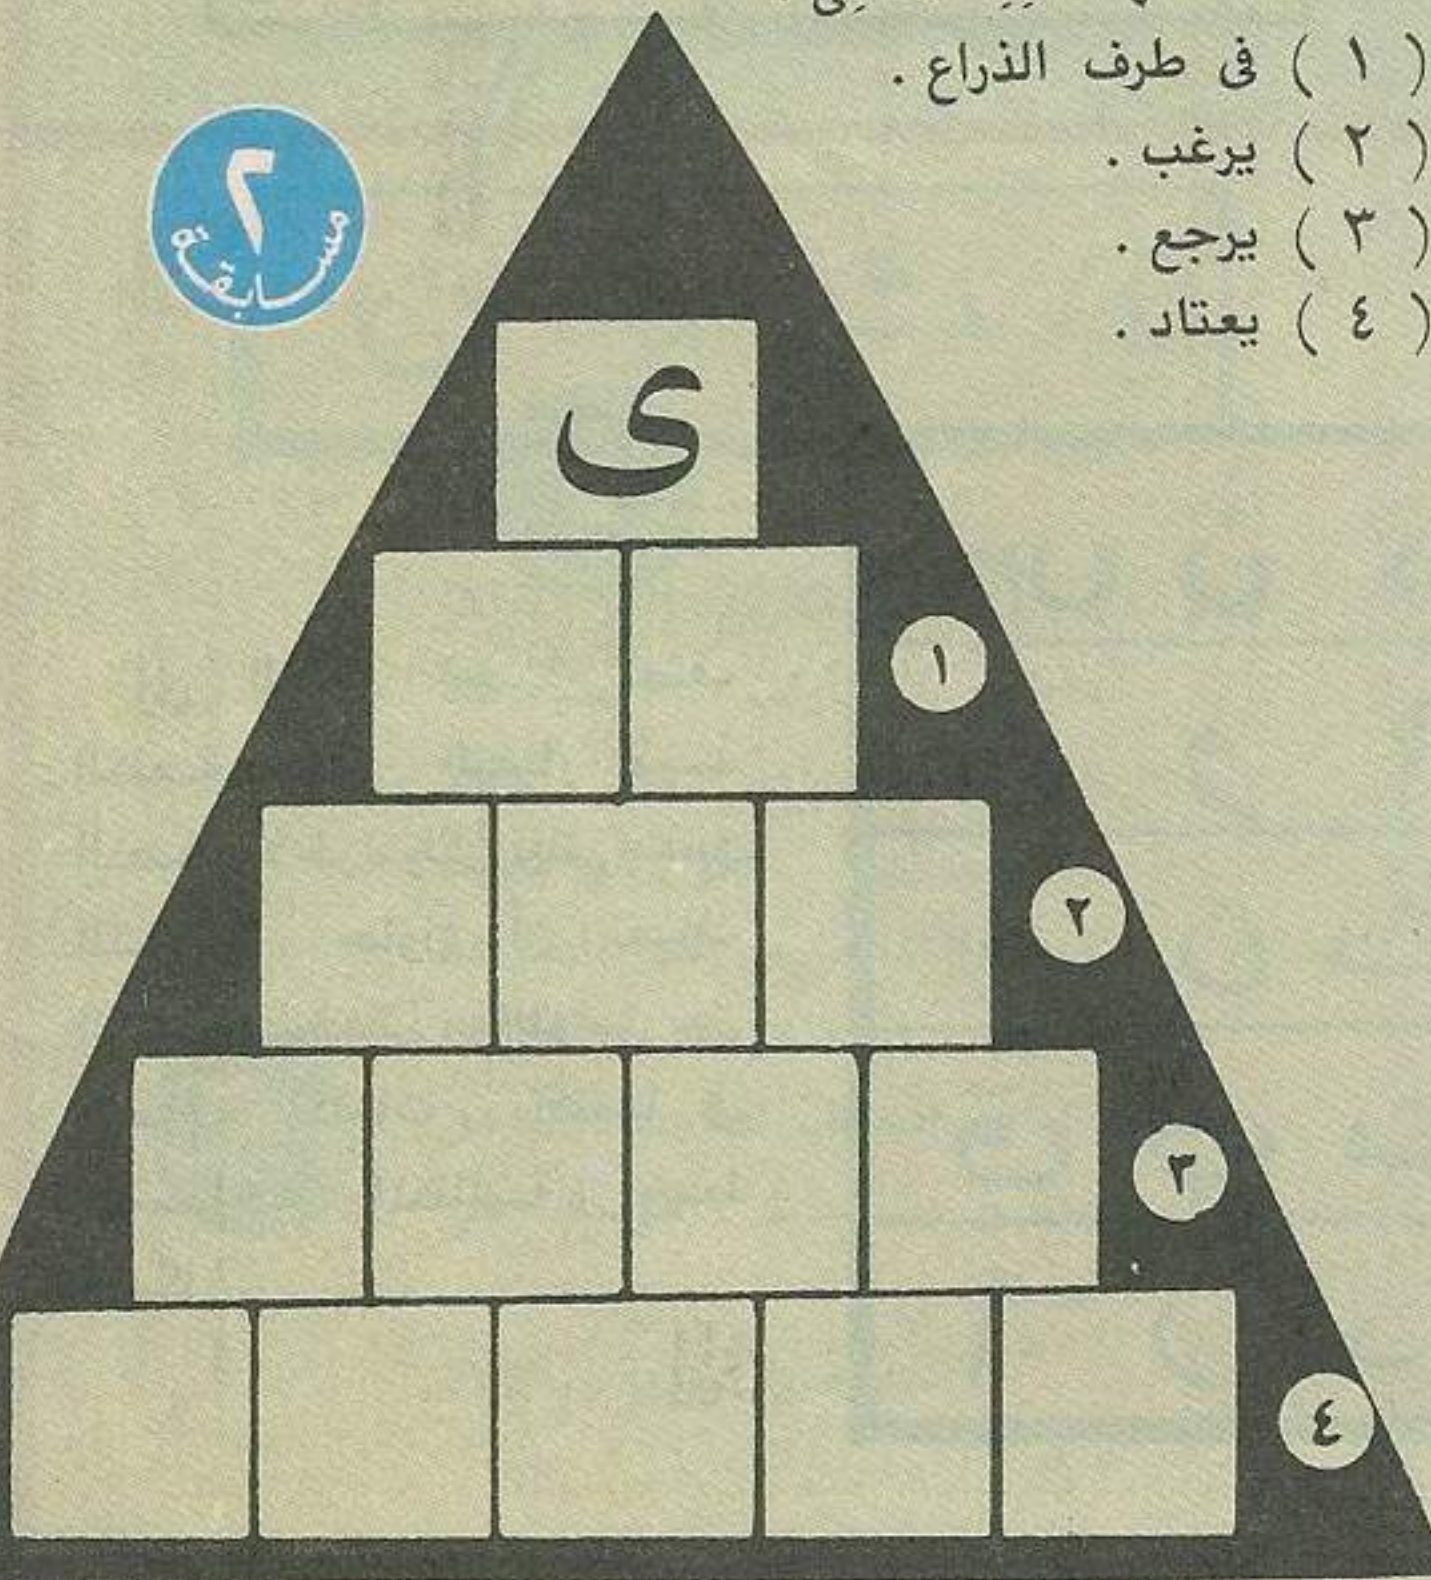 ( ١ ) فى طرف الذراع .
( ٢ ) يرغب .
( ٣ ) يرجع .
( ٤ ) يعتاد .
٢
مسابقة
ى
١
٢
٣
٤